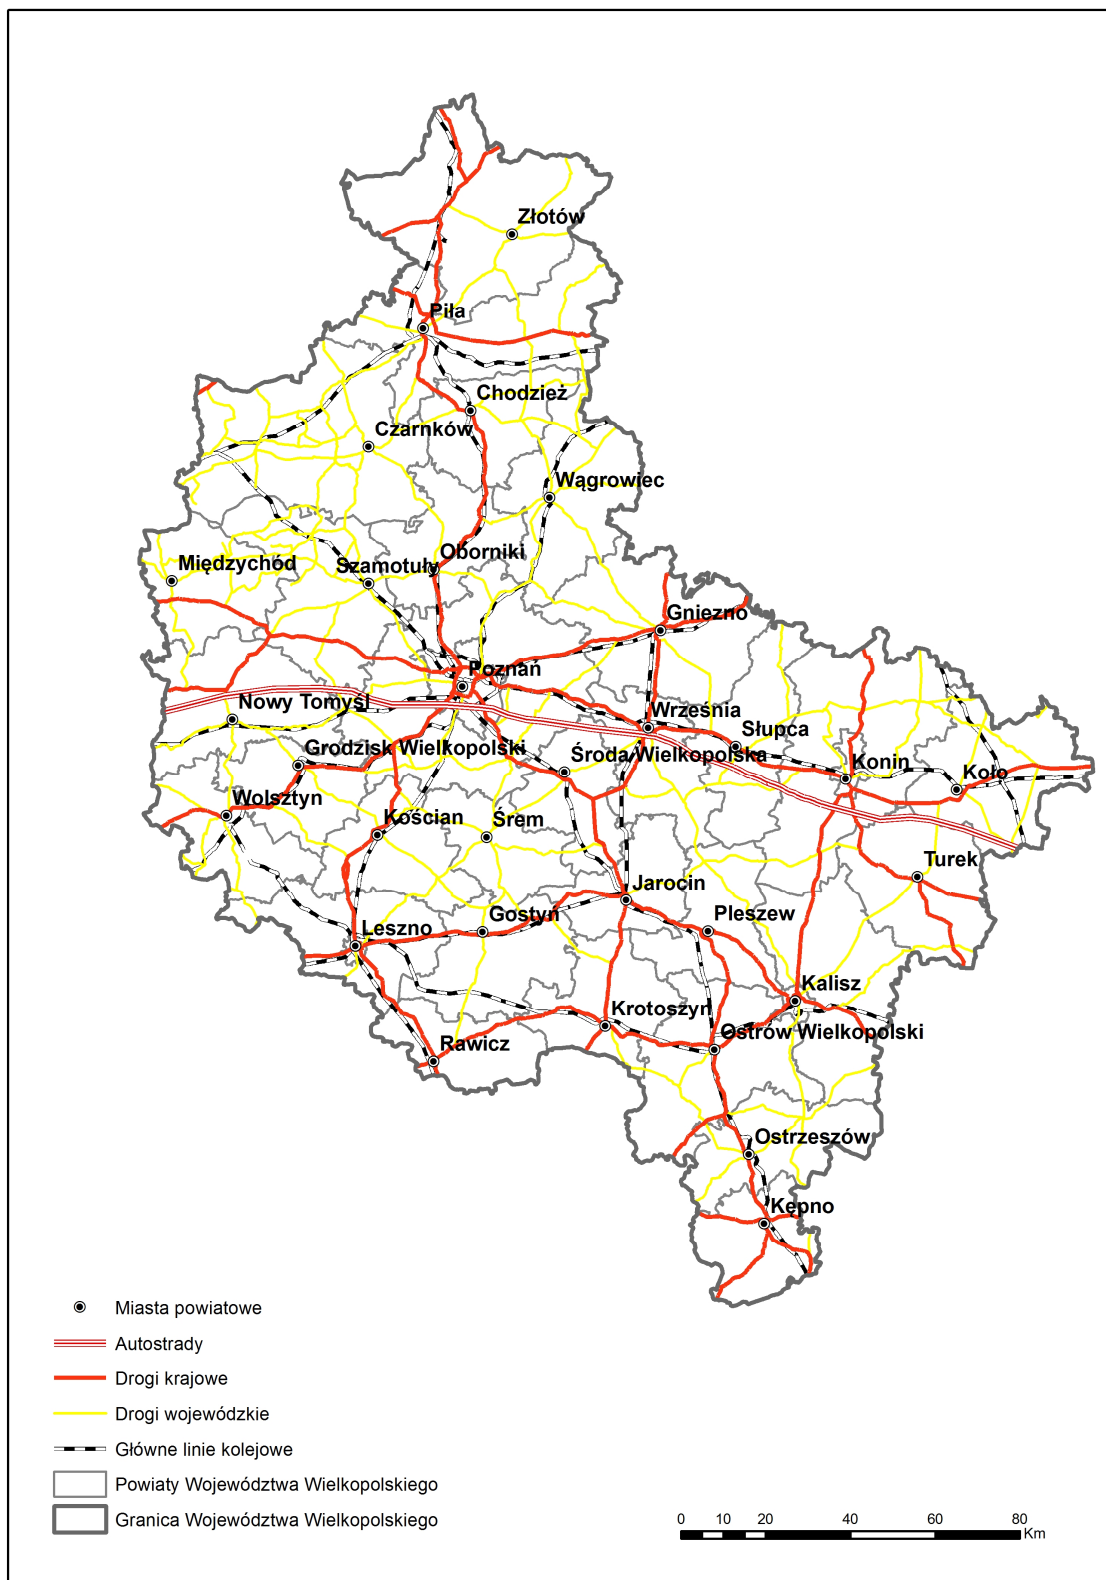 Złotów
Piła
Chodzież
Czarnków
Wągrowiec
Oborniki
Międzychód
Szamotuły
Gniezno
Poznań
Nowy Tomyśl
Września
Słupca
Grodzisk Wielkopolski
Środa Wielkopolska
Konin
Koło
Wolsztyn
Kościan
Śrem
Turek
Jarocin
Gostyń
Pleszew
Leszno
Kalisz
Krotoszyn
Ostrów Wielkopolski
Rawicz
Ostrzeszów
Kępno
Miasta powiatowe
Autostrady
Drogi krajowe
Drogi wojewódzkie
Główne linie kolejowe
Powiaty Województwa Wielkopolskiego
Granica Województwa Wielkopolskiego
0 10 20 40 60 80
Km